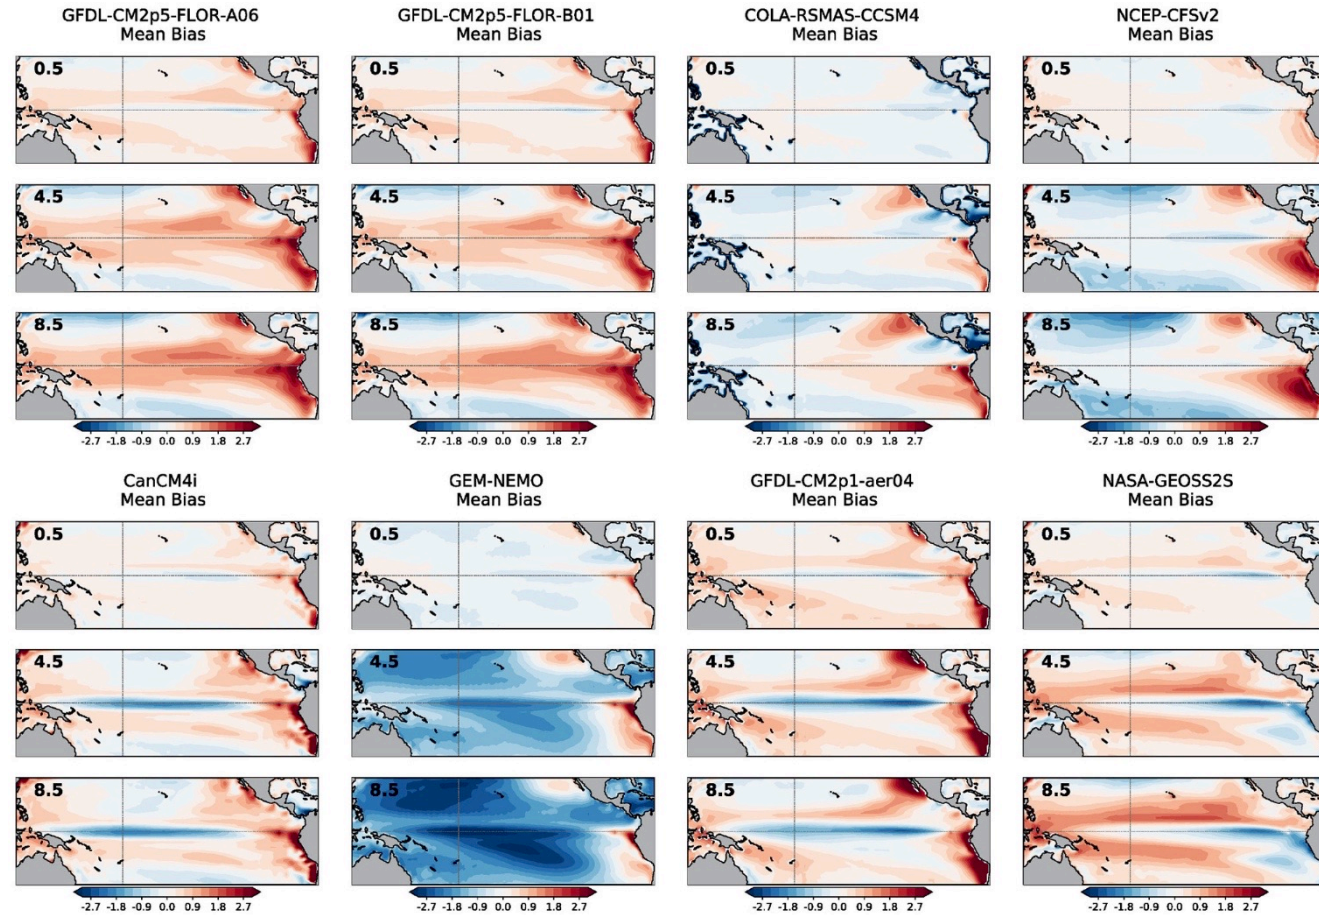 GFDL-CM2p5-FLOR-A06
Mean Bias
GFDL-CM2p5-FLOR-B01
Mean Bias
COLA-RSMAS-CCSM4
Mean Bias
NCEP-CFSv2
Mean Bias
0.5
0.5
0.5
0.5
4.5
4.5
4.5
4.5
8.5
8.5
8.5
8.5
-2.7 -1.8 -0.9 0.0 0.9 1.8 2.7
-2.7 -1.8 -0.9 0.0 0.9 1.8 2.7
-2.7 -1.8 -0.9 0.0 0.9 1.8 2.7
-2.7 -1.8 -0.9 0.0 0.9 1.8 2.7
CanCM4i
Mean Bias
GEM-NEMO
Mean Bias
GFDL-CM2p1-aer04
Mean Bias
NASA-GEOSS2S
Mean Bias
0.5
0.5
0.5
0.5
4.5
4.5
4.5
4.5
8.5
8.5
8.5
8.5
-2.7 -1.8 -0.9 0.0 0.9 1.8 2.7
-2.7 -1.8 -0.9 0.0 0.9 1.8 2.7
-2.7 -1.8 -0.9 0.0 0.9 1.8 2.7
-2.7 -1.8 -0.9 0.0 0.9 1.8 2.7